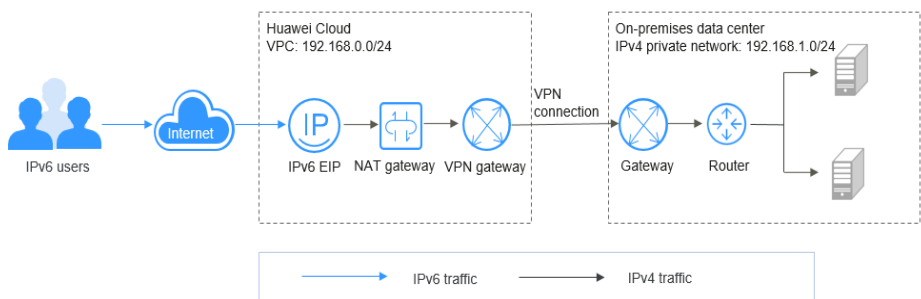 Huawei Cloud
VPC: 192.168.0.0/24
On-premises data center
IPv4 private network: 192.168.1.0/24
VPN
connection
Internet
IP
IPv6 users
IPv6 EIP
NAT gateway
VPN gateway
Gateway
Router
IPv6 traffic
IPv4 traffic